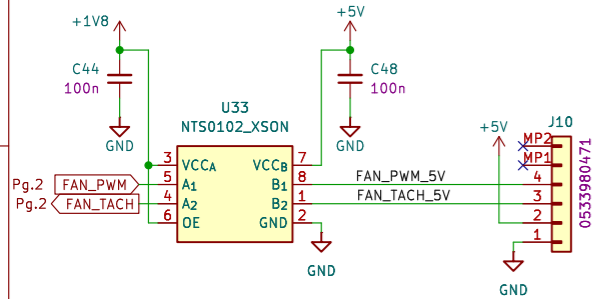 +1V8
+5V
C44
100n
C48
100n
GND
GND
U33
NTS0102_XSON
J10
+5V
MP2
MP1
0533980471
3 VCCA VCCB 7
Pg.2 FAN_PWM 5 A1 B1 8 FAN_PWM_5V 4
Pg.2 FAN_TACH 4 A2 B2 1 FAN_TACH_5V 3
6 OE GND 2 2
1
GND
GND